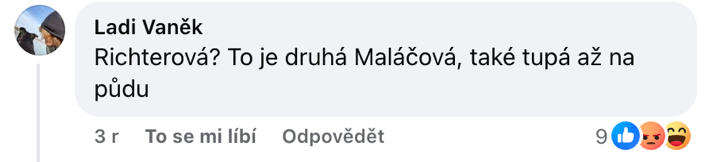 Ladi Vaněk
Richterová? To je druhá Maláčová, také tupá až na
půdu
3 r To se mi líbí Odpovědět 9